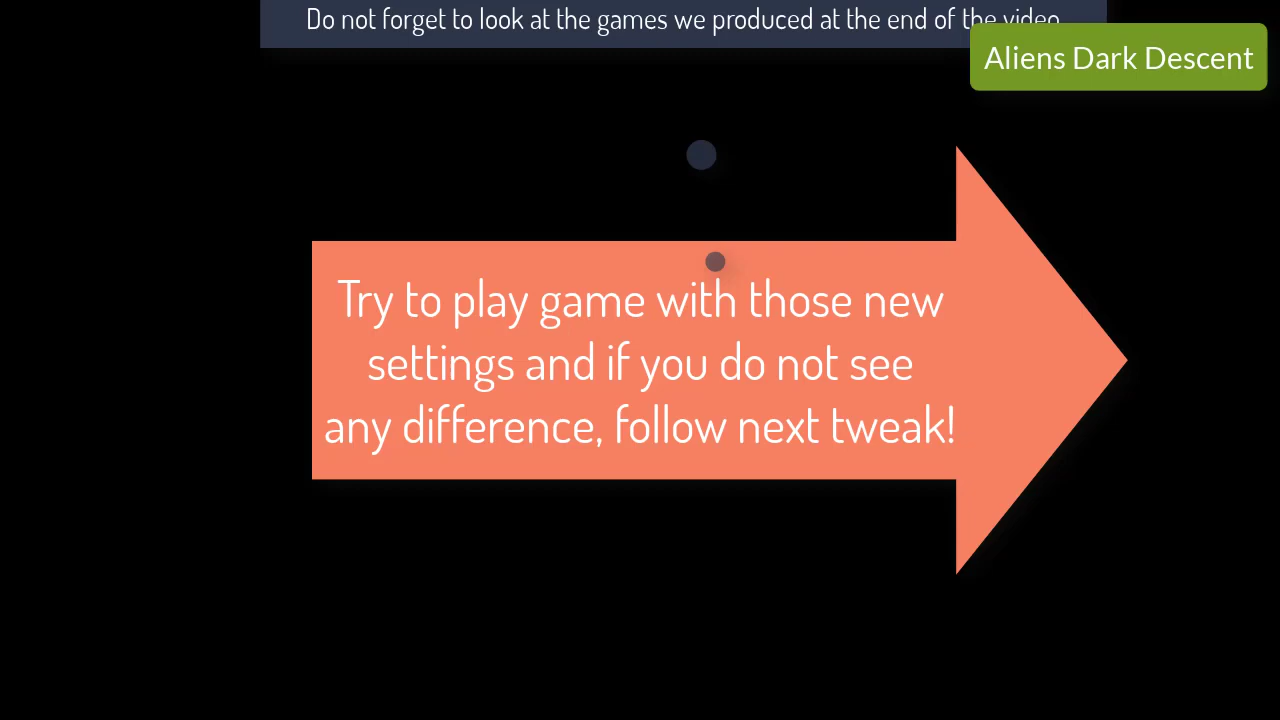 Do not forget to look at the games we produced at the end of the video
Aliens Dark Descent
Try to play game with those new
settings and if you do not see
any difference, follow next tweak!